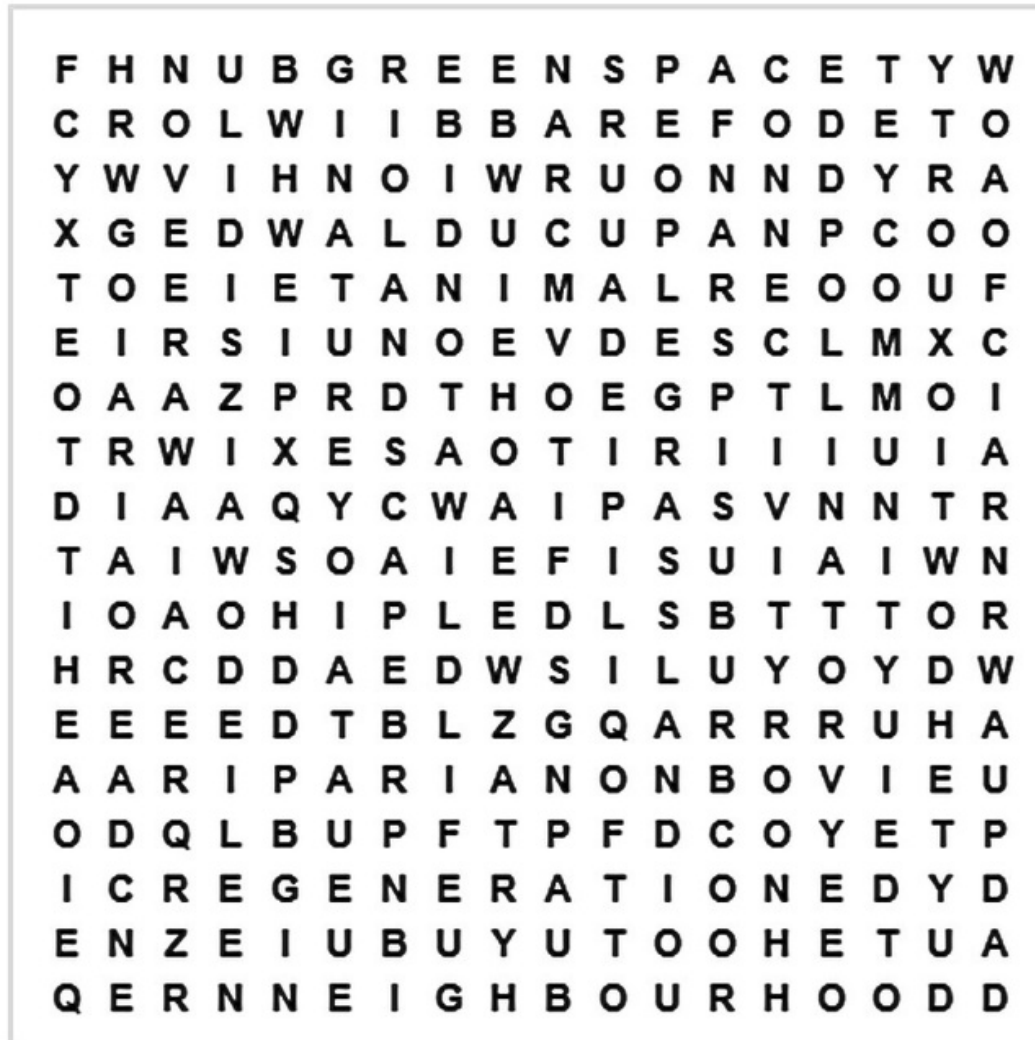 F H N U B G R E E N S P A C E T Y W
C R O L W I I B B A R E F O D E T O
Y W V I H N O I W R U O N N D Y R A
X G E D W A L D U C U P A N P C O O
T O E I E T A N I M A L R E O O U F
E I R S I U N O E V D E S C L M X C
O A A Z P R D T H O E G P T L M O I
T R W I X E S A O T I R I I I U I A
D I A A Q Y C W A I P A S V N N T R
T A I W S O A I E F I S U I A I W N
I O A O H I P L E D L S B T T T O R
H R C D D A E D W S I L U Y O Y D W
E E E E D T B L Z G Q A R R R U H A
A A R I P A R I A N O N B O V I E U
O D Q L B U P F T P F D C O Y E T P
I C R E G E N E R A T I O N E D Y D
E N Z E I U B U Y U T O O H E T U A
Q E R N N E I G H B O U R H O O D D